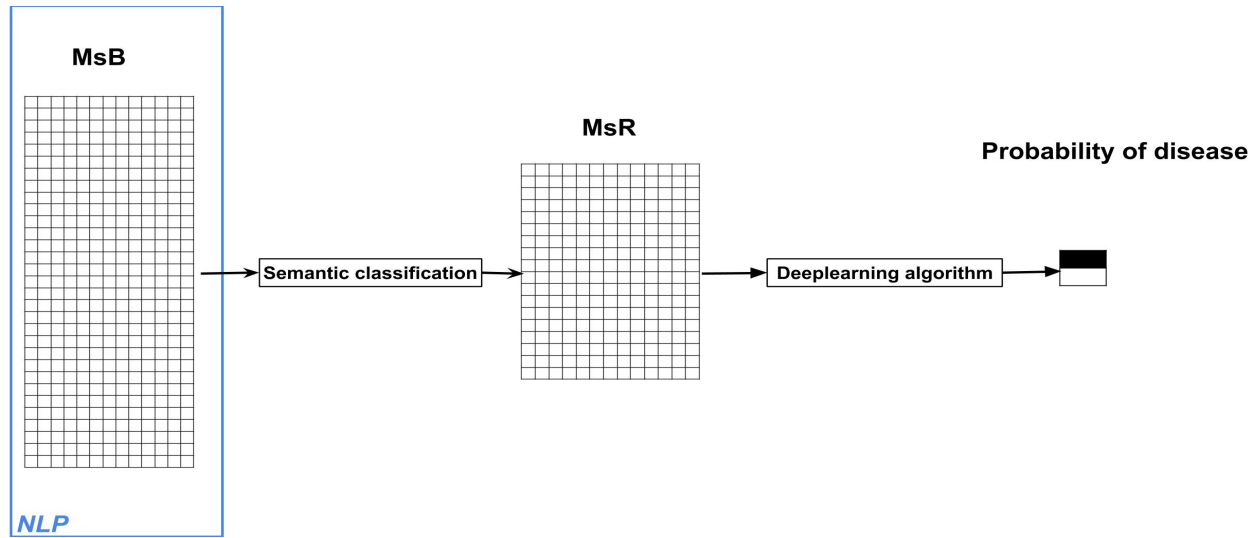 MsB
MsR
Probability of disease
Semantic classification
Deeplearning algorithm
NLP